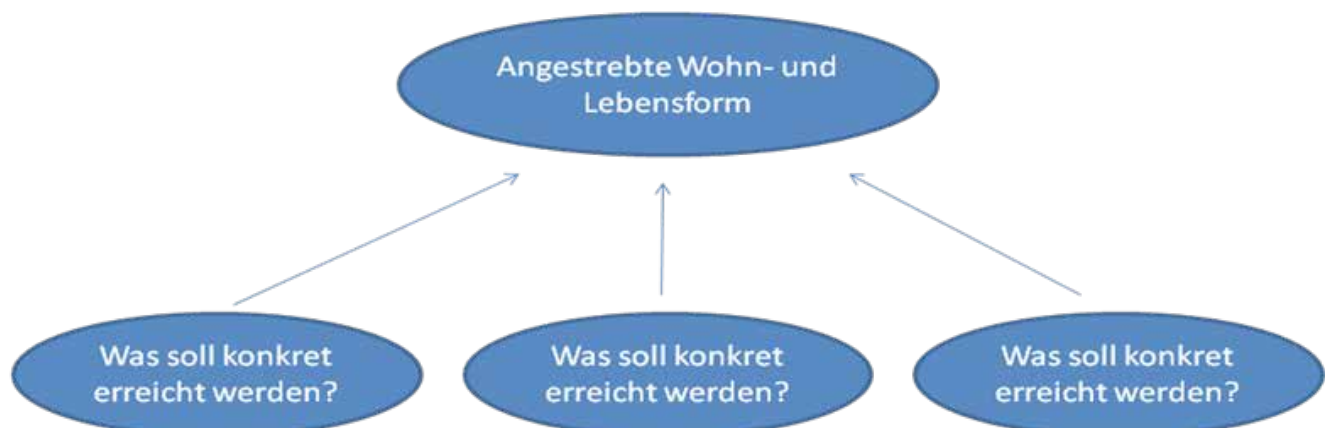 Angestrebte Wohn- und
Lebensform
Was soll konkret
erreicht werden?
Was soll konkret
erreicht werden?
Was soll konkret
erreicht werden?